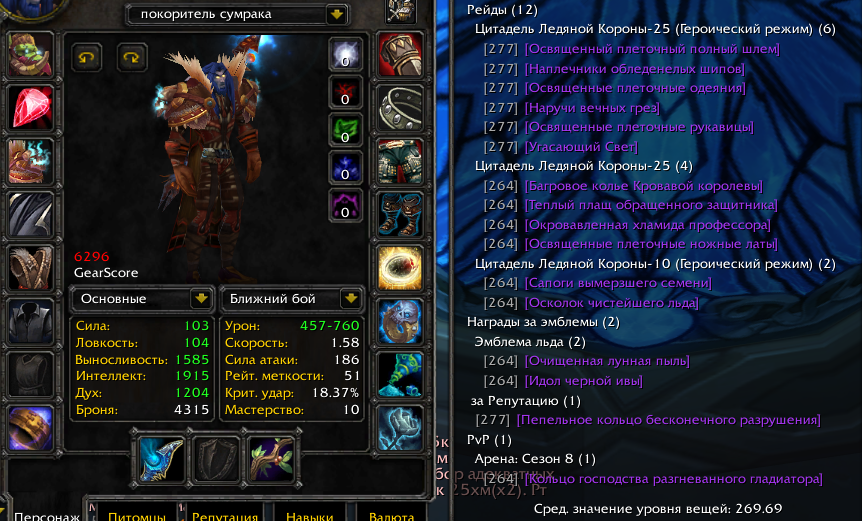 покоритель сумрака
0
0
0
0
0
6296
GearScore
Основные
Ближний бой
Сила: 103
Ловкость: 104
Выносливость: 1585
Интеллект: 1915
Дух: 1204
Броня: 4315
Урон: 457-760
Скорость: 1.58
Сила атаки: 186
Рейт. меткости: 51
Крит. удар: 18.37%
Мастерство: 10
Персонаж
Питомцы
Репутация
Навыки
Валюта
Рейды (12)
Цитадель Ледяной Короны-25 (Героический режим) (6)
[277] [Освященный плеточный полный шлем]
[277] [Наплечники обледенелых шипов]
[277] [Освященные плеточные одеяния]
[277] [Наручи вечных грез]
[277] [Освященные плеточные рукавицы]
[277] [Угасающий Свет]
Цитадель Ледяной Короны-25 (4)
[264] [Багровое колье Кровавой королевы]
[264] [Теплый плащ обращенного защитника]
[264] [Окровавленная хламида профессора]
[264] [Освященные плеточные ножные латы]
Цитадель Ледяной Короны-10 (Героический режим) (2)
[264] [Сапоги вымерзшего семени]
[264] [Осколок чистейшего льда]
Награды за эмблемы (2)
Эмблема льда (2)
[264] [Очищенная лунная пыль]
[264] [Идол черной ивы]
за Репутацию (1)
[277] [Пепельное кольцо бесконечного разрушения]
PvP (1)
Арена: Сезон 8 (1)
[264] [Кольцо господства разгневанного гладиатора]
25хм(х2). Рт
Сред. значение уровня вещей: 269.69